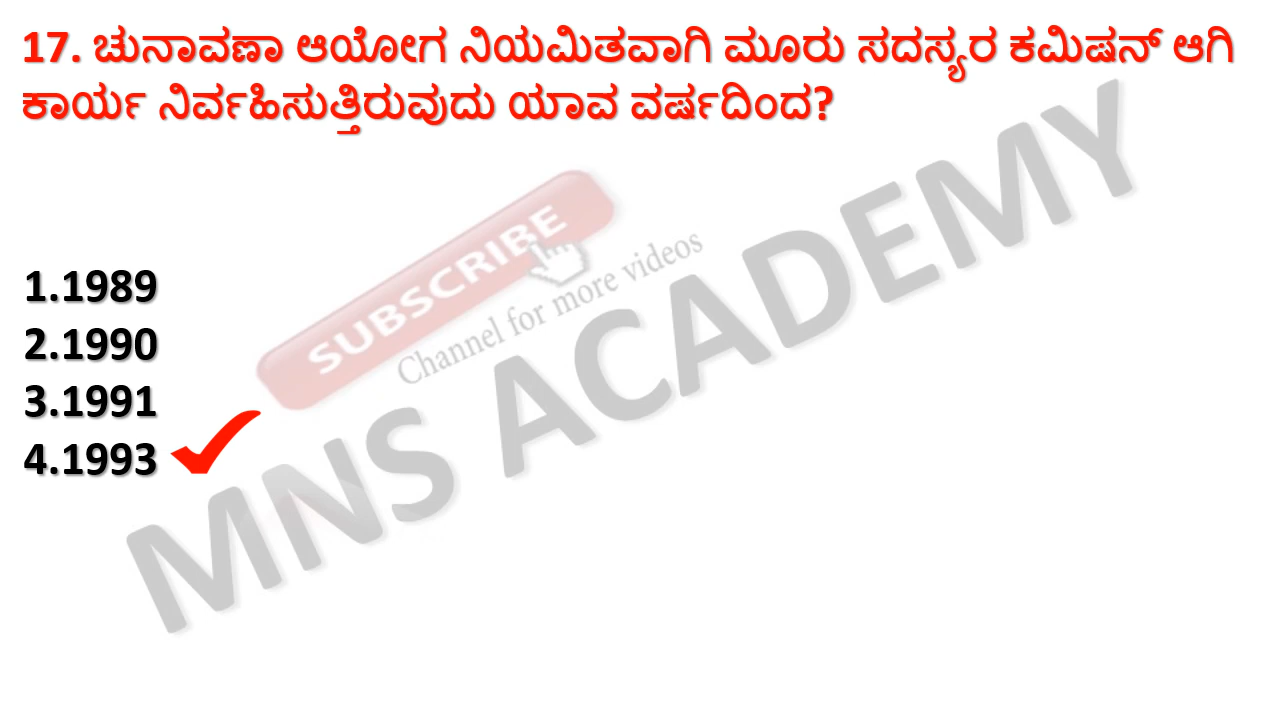 17. ಚುನಾವಣಾ ಆಯೋಗ ನಿಯಮಿತವಾಗಿ ಮೂರು ಸದಸ್ಯರ ಕಮಿಷನ್ ಆಗಿ
ಕಾರ್ಯ ನಿರ್ವಹಿಸುತ್ತಿರುವುದು ಯಾವ ವರ್ಷದಿಂದ?
SUBSCRIBE
Channel for more videos
MNS ACADEMY
1.1989
2.1990
3.1991
4.1993